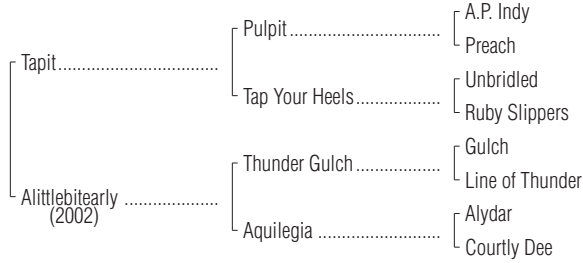 A.P. Indy
Pulpit
Preach
Tapit
Unbridled
Tap Your Heels
Ruby Slippers
Gulch
Thunder Gulch
Line of Thunder
Alittlebitearly
(2002)
Alydar
Aquilegia
Courtly Dee